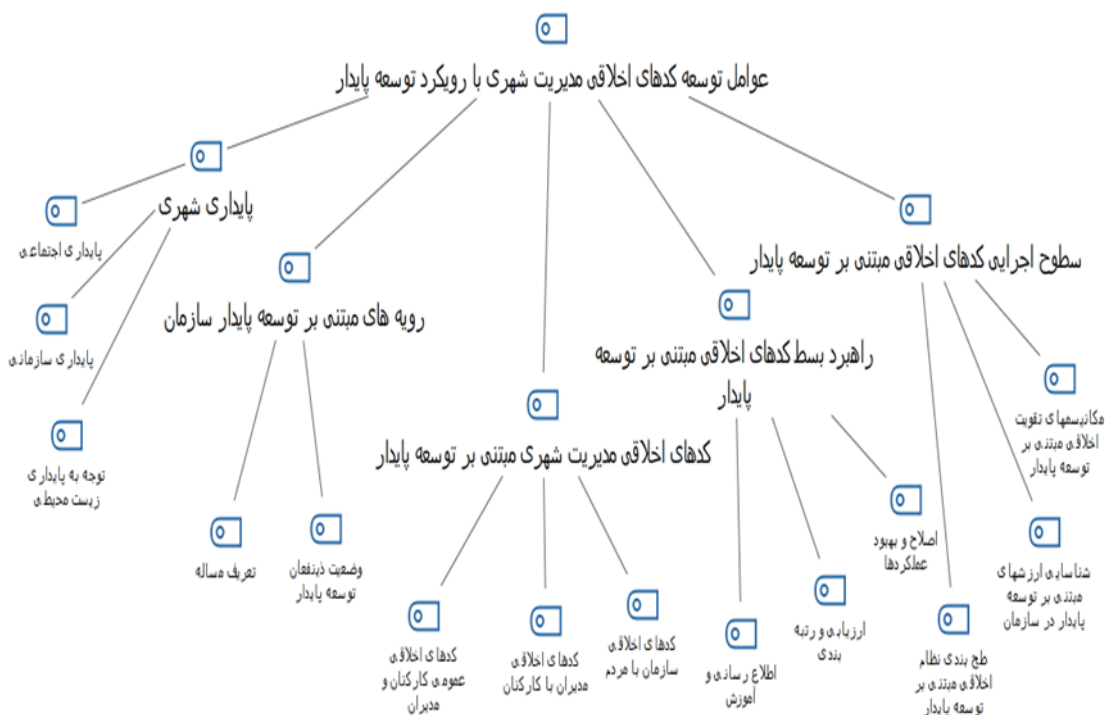 عوامل توسعه کدهای اخلاقی مدیریت شهری با رویکرد توسعه پایدار
پایداری شهری
پایداری اجتماعی
پایداری سازمانی
توجه به پایداری
زیست محیطی
رویه های مبتنی بر توسعه پایدار سازمان
تعریف مساله
وضعیت ذینفعان
توسعه پایدار
کدهای اخلاقی مدیریت شهری مبتنی بر توسعه پایدار
کدهای اخلاقی
عمومی کارکنان و
مدیران
کدهای اخلاقی
مدیران با کارکنان
کدهای اخلاقی
سازمان با مردم
راهبرد بسط کدهای اخلاقی مبتنی بر توسعه
پایدار
اطلاع رسانی و
آموزش
ارزیابی و رتبه
بندی
اصلاح و بهبود
عملکردها
سطوح اجرایی کدهای اخلاقی مبتنی بر توسعه پایدار
طح بندی نظام
اخلاقی مبتنی بر
توسعه پایدار
شناسایی ارزشهای
مبتنی بر توسعه
پایدار در سازمان
مکانیسمهای تقویت
اخلاقی مبتنی بر
توسعه پایدار